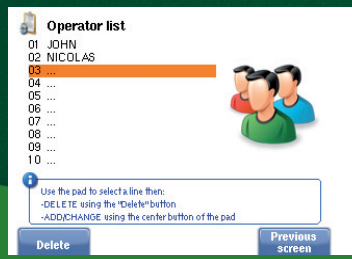 Operator list
01 JOHN
02 NICOLAS
03 ...
04 ...
05 ...
06 ...
07 ...
08 ...
09 ...
10 ...
Use the pad to select a line then:
-DELETE using the "Delete" button
-ADD/CHANGE using the center button of the pad
Delete
Previous
screen